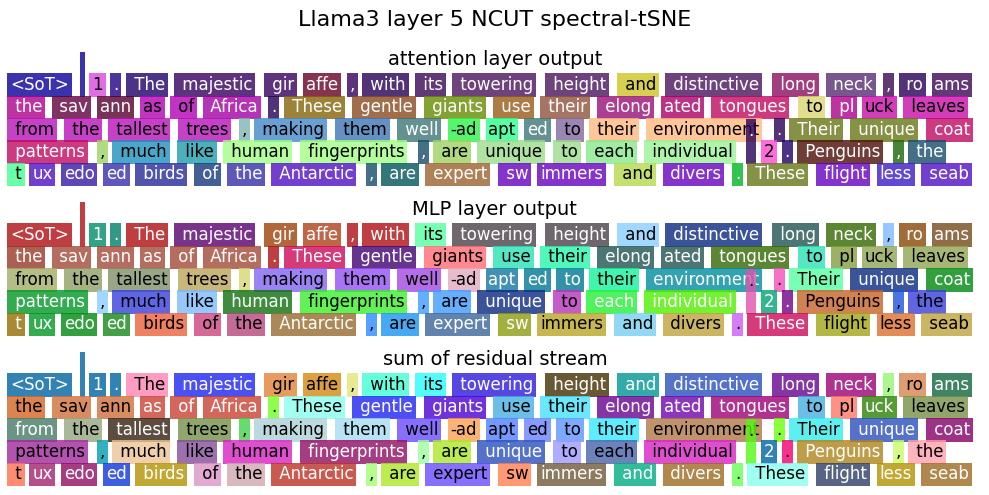 Llama3 layer 5 NCUT spectral-tSNE
attention layer output
<SoT> 1 . The majestic gir affe , with its towering height and distinctive long neck , ro ams
the sav ann as of Africa . These gentle giants use their elong ated tongues to pl uck leaves
from the tallest trees , making them well -ad apt ed to their environment . Their unique coat
patterns , much like human fingerprints , are unique to each individual 2 . Penguins , the
t ux edo ed birds of the Antarctic , are expert sw immers and divers . These flight less seab
MLP layer output
<SoT> 1 . The majestic gir affe , with its towering height and distinctive long neck , ro ams
the sav ann as of Africa . These gentle giants use their elong ated tongues to pl uck leaves
from the tallest trees , making them well -ad apt ed to their environment . Their unique coat
patterns , much like human fingerprints , are unique to each individual 2 . Penguins , the
t ux edo ed birds of the Antarctic , are expert sw immers and divers . These flight less seab
sum of residual stream
<SoT> 1 . The majestic gir affe , with its towering height and distinctive long neck , ro ams
the sav ann as of Africa . These gentle giants use their elong ated tongues to pl uck leaves
from the tallest trees , making them well -ad apt ed to their environment . Their unique coat
patterns , much like human fingerprints , are unique to each individual 2 . Penguins , the
t ux edo ed birds of the Antarctic , are expert sw immers and divers . These flight less seab